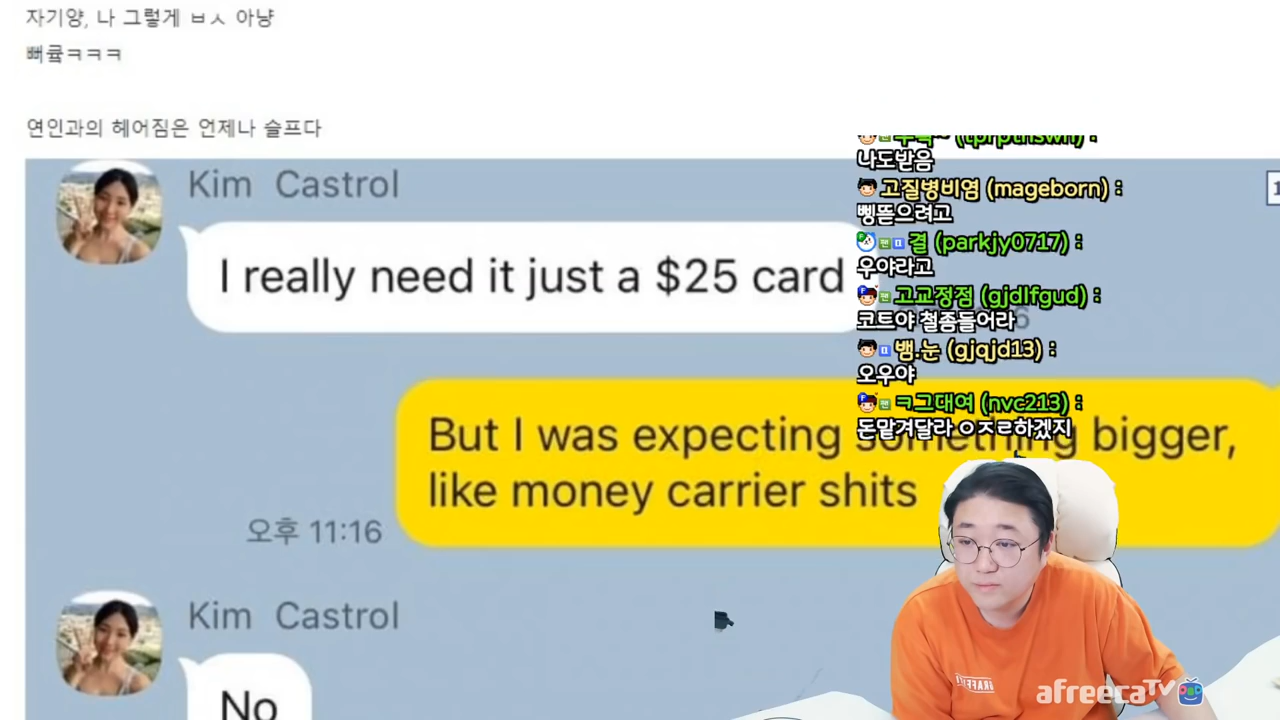 자기양, 나 그렇게 ㅂㅅ 아냥
뻐큨ㅋㅋㅋ
연인과의 헤어짐은 언제나 슬프다
Kim Castrol
I really need it just a $25 card
But I was expecting something bigger,
like money carrier shits
오후 11:16
Kim Castrol
No
나도받음
고질병비염 (mageborn) :
삥뜯으려고
결 (parkjy0717) :
우야라고
고교정점 (gjdlfgud) :
코트야 철좀들어라
뱀.눈 (gjqjd13) :
오우야
ㅋ그대여 (nvc213) :
돈맡겨달라 ㅇㅈㄹ하겠지
afreecaTV